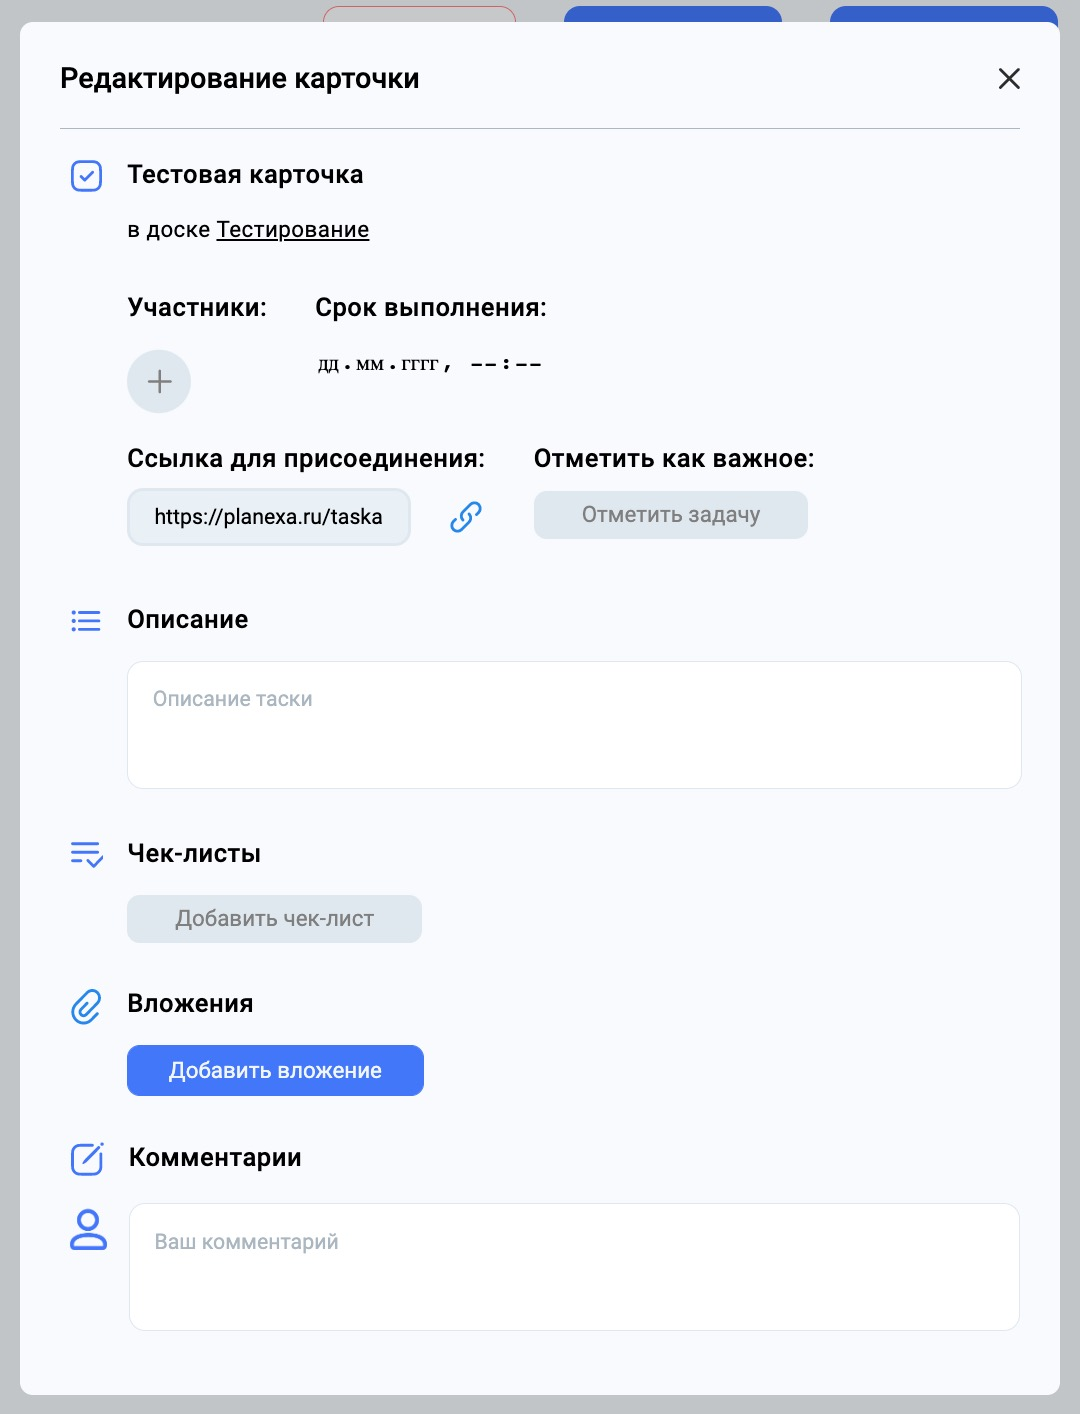 Редактирование карточки
Тестовая карточка
в доске Тестирование
Участники: Срок выполнения:
дд.мм.гггг, --:--
Ссылка для присоединения: Отметить как важное:
https://planexa.ru/taska Отметить задачу
Описание
Описание таски
Чек-листы
Добавить чек-лист
Вложения
Добавить вложение
Комментарии
Ваш комментарий